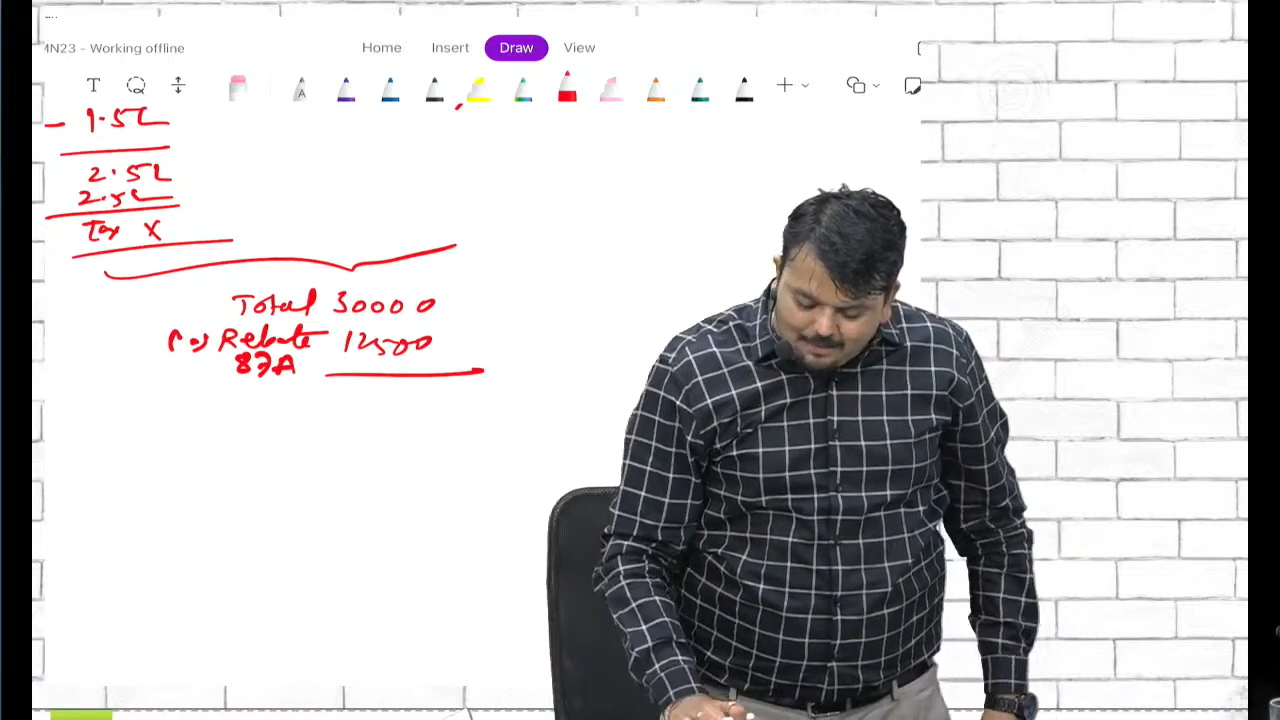 MN23 - Working offline
Home Insert Draw View
T
A
- 1.5L
2.5L
2.5L
Tax X
Total 30000
Rebate 12500
87A